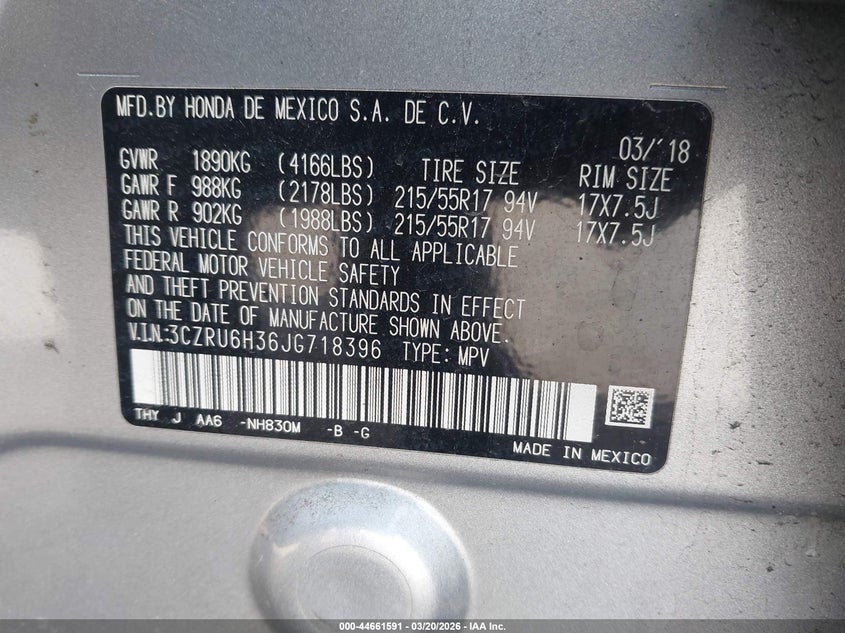 MFD.BY HONDA DE MEXICO S.A. DE C.V.
03/'18
GVWR 1890KG (4166LBS) TIRE SIZE RIM SIZE
GAWR F 988KG (2178LBS) 215/55R17 94V 17X7.5J
GAWR R 902KG (1988LBS) 215/55R17 94V 17X7.5J
THIS VEHICLE CONFORMS TO ALL APPLICABLE
FEDERAL MOTOR VEHICLE SAFETY
AND THEFT PREVENTION STANDARDS IN EFFECT
ON THE DATE OF MANUFACTURE SHOWN ABOVE.
V.I.N:3CZRU6H36JG718396 TYPE: MPV
THY J AA6 -NH830M -B -G
MADE IN MEXICO
000-44661591 — 03/20/2026 — IAA Inc.